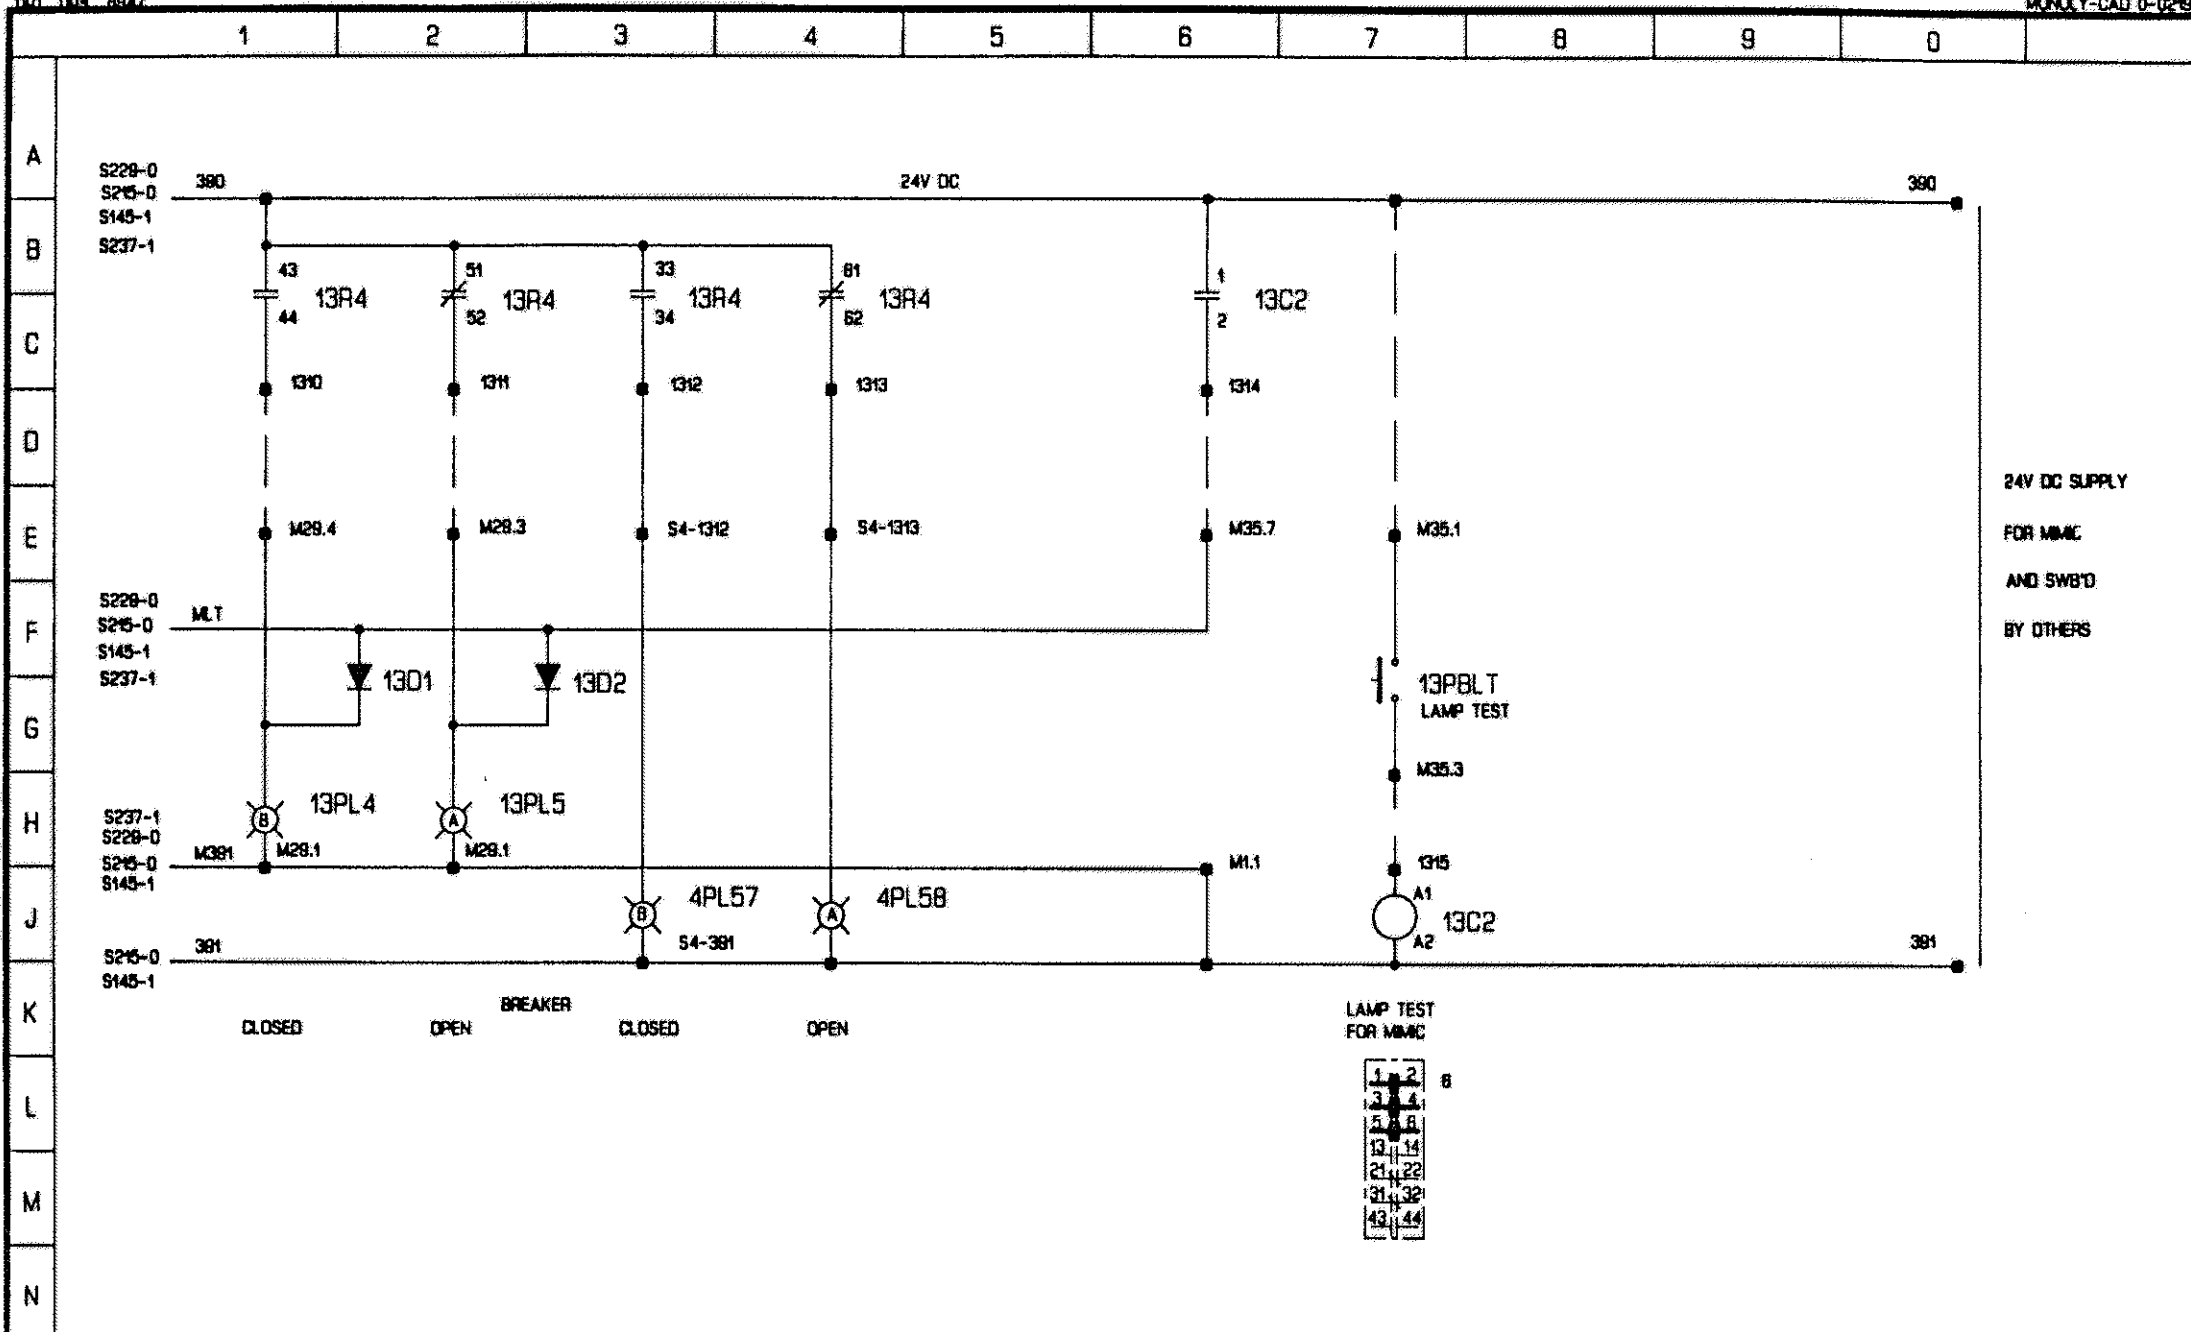 1 2 3 4 5 6 7 8 9 0
A
S229-0
S215-0
390
24V DC
390
S145-1
B
S237-1
43
51
33
61
1
13R4
13R4
13R4
13R4
13C2
44
52
34
62
2
C
1310
1311
1312
1313
1314
D
24V DC SUPPLY
E
M29.4
M29.3
S4-1312
S4-1313
M35.7
M35.1
FOR MIMIC
AND SWB'D
S229-0
MLT
F
S215-0
BY OTHERS
S145-1
S237-1
13D1
13D2
13PBLT
LAMP TEST
G
M35.3
13PL4
13PL5
H
S237-1
B
A
S229-0
M391
M29.1
M29.1
S215-0
M1.1
1315
S145-1
4PL57
4PL58
A1
J
B
A
13C2
391
S4-391
A2
391
S215-0
S145-1
BREAKER
K
CLOSED
OPEN
CLOSED
OPEN
LAMP TEST
FOR MIMIC
1 2
6
L
3 4
5 6
13 14
21 22
M
31 32
43 44
N